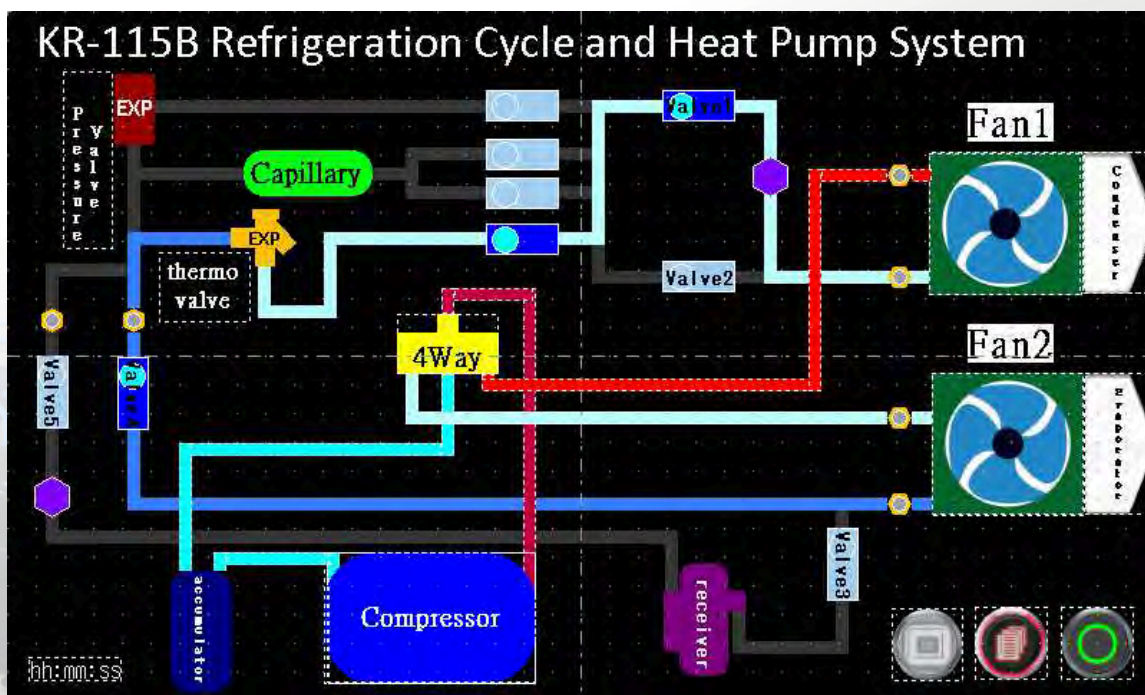 KR-115B Refrigeration Cycle and Heat Pump System
Pressure
Valve
EXP
Valve1
Fan1
Condenser
Capillary
EXP
thermo
valve
Valve2
4Way
Fan2
Valve5
Valve4
Evaporator
Valve3
accumulator
Compressor
receiver
hh:mm:ss